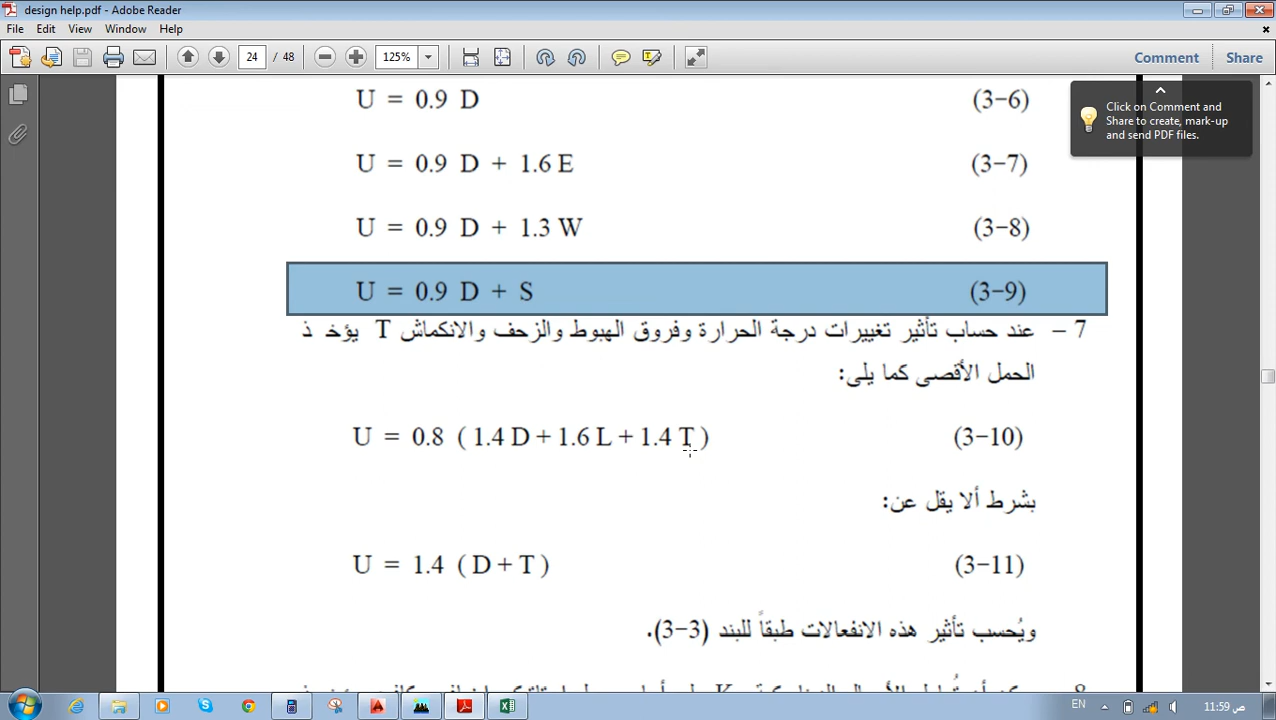 design help.pdf - Adobe Reader
File Edit View Window Help
24 / 48 125% Comment Share
Click on Comment and
Share to create, mark-up
and send PDF files.
U = 0.9 D (3-6)
U = 0.9 D + 1.6 E (3-7)
U = 0.9 D + 1.3 W (3-8)
U = 0.9 D + S (3-9)
7 – عند حساب تأثير تغييرات درجة الحرارة وفروق الهبوط والزحف والانكماش T يؤخـ ذ
الحمل الأقصى كما يلى:
U = 0.8 ( 1.4 D + 1.6 L + 1.4 T ) (3-10)
بشرط ألا يقل عن:
U = 1.4 ( D + T ) (3-11)
ويُحسب تأثير هذه الانفعالات طبقاً للبند (3-3).
EN 11:59 ص